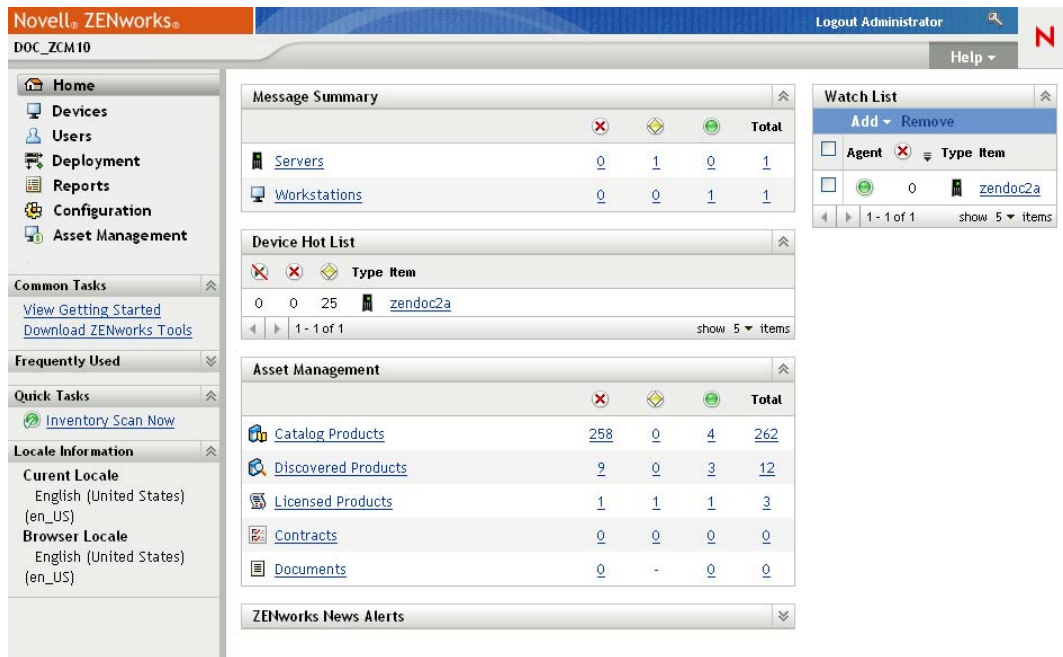 Novell® ZENworks®
Logout Administrator
N
DOC_ZCM10
Help
Home
Devices
Users
Deployment
Reports
Configuration
Asset Management
Common Tasks
View Getting Started
Download ZENworks Tools
Frequently Used
Quick Tasks
Inventory Scan Now
Locale Information
Curent Locale
English (United States)
(en_US)
Browser Locale
English (United States)
(en_US)
Message Summary
Total
Servers 0 1 0 1
Workstations 0 0 1 1
Device Hot List
Type Item
0 0 25 zendoc2a
1 - 1 of 1 show 5 items
Asset Management
Total
Catalog Products 258 0 4 262
Discovered Products 9 0 3 12
Licensed Products 1 1 1 3
Contracts 0 0 0 0
Documents 0 - 0 0
ZENworks News Alerts
Watch List
Add Remove
Agent Type Item
0 zendoc2a
1 - 1 of 1 show 5 items